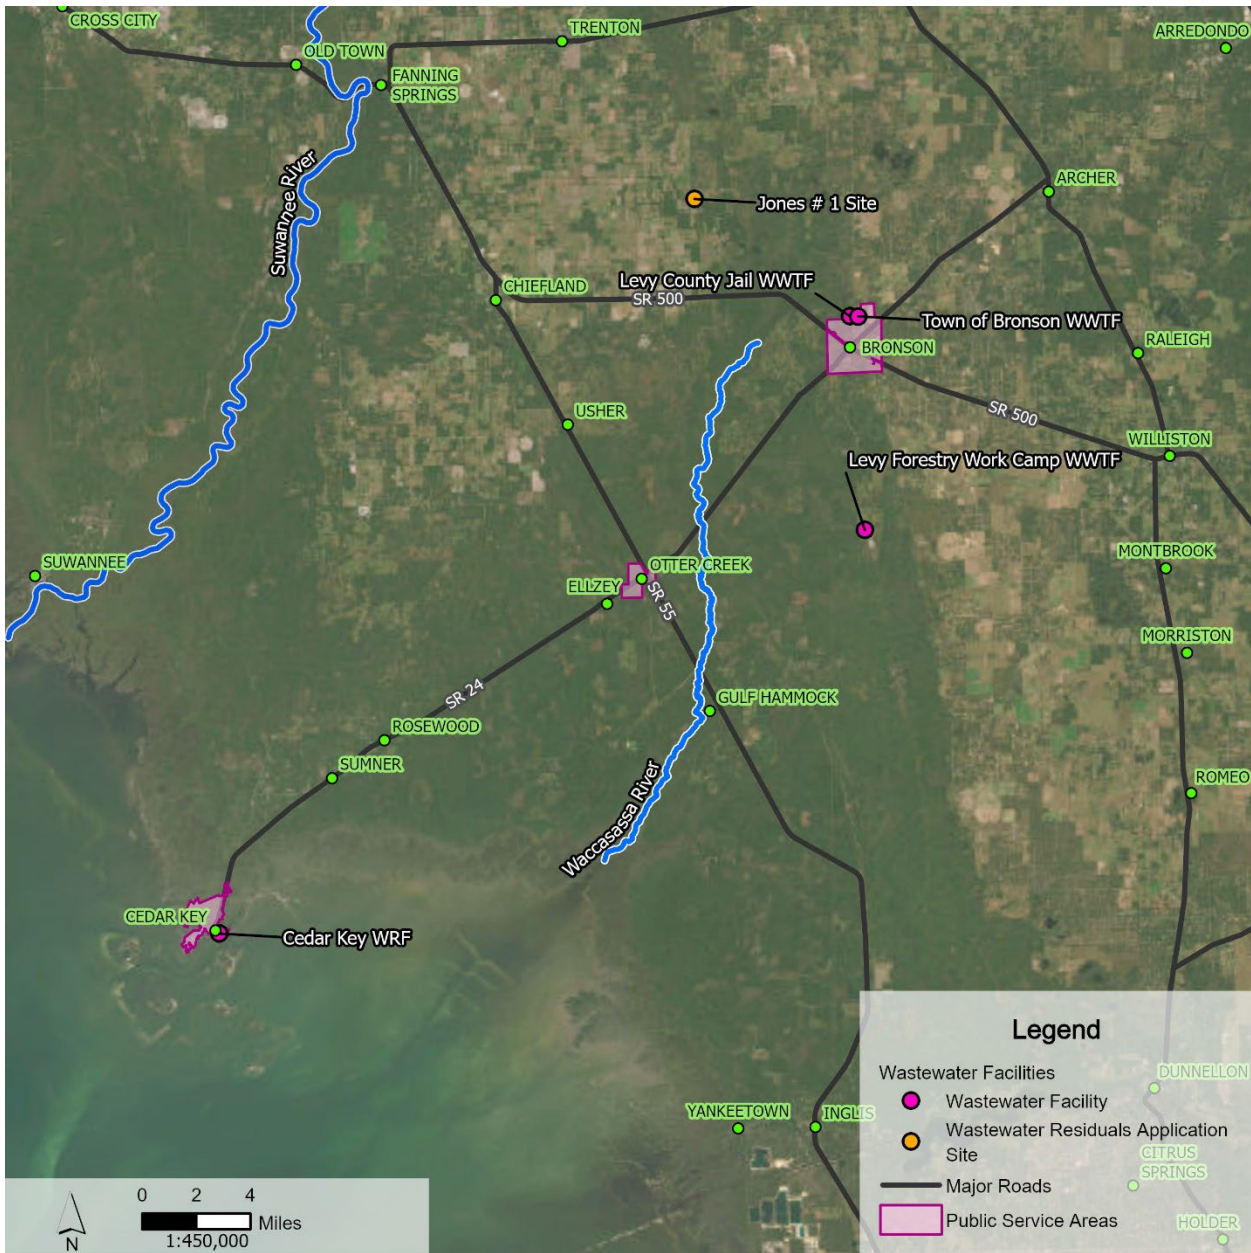 CROSS CITY
OLD TOWN
TRENTON
ARREDONDO
FANNING
SPRINGS
Suwannee River
ARCHER
Jones # 1 Site
Levy County Jail WWTF
CHIEFLAND
SR 500
Town of Bronson WWTF
BRONSON
RALEIGH
USHER
SR 500
WILLISTON
Levy Forestry Work Camp WWTF
SUWANNEE
OTTER CREEK
MONTBROOK
ELLZEY
SR 55
MORRISTON
SR 24
GULF HAMMOCK
ROSEWOOD
SUMNER
ROMEO
Waccasassa River
CEDAR KEY
Cedar Key WRF
YANKEETOWN
INGLIS
DUNNELLON
CITRUS
SPRINGS
HOLDER
Legend
Wastewater Facilities
Wastewater Facility
Wastewater Residuals Application
Site
Major Roads
Public Service Areas
N
0 2 4
Miles
1:450,000